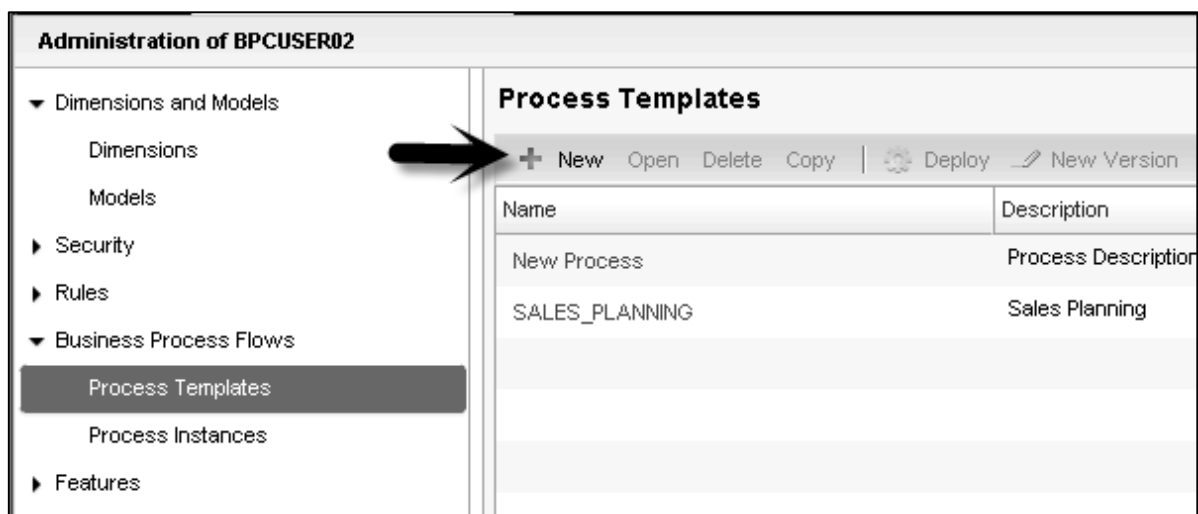 Administration of BPCUSER02
Dimensions and Models
Dimensions
Models
Security
Rules
Business Process Flows
Process Templates
Process Instances
Features
Process Templates
New Open Delete Copy Deploy New Version
Name Description
New Process Process Description
SALES_PLANNING Sales Planning